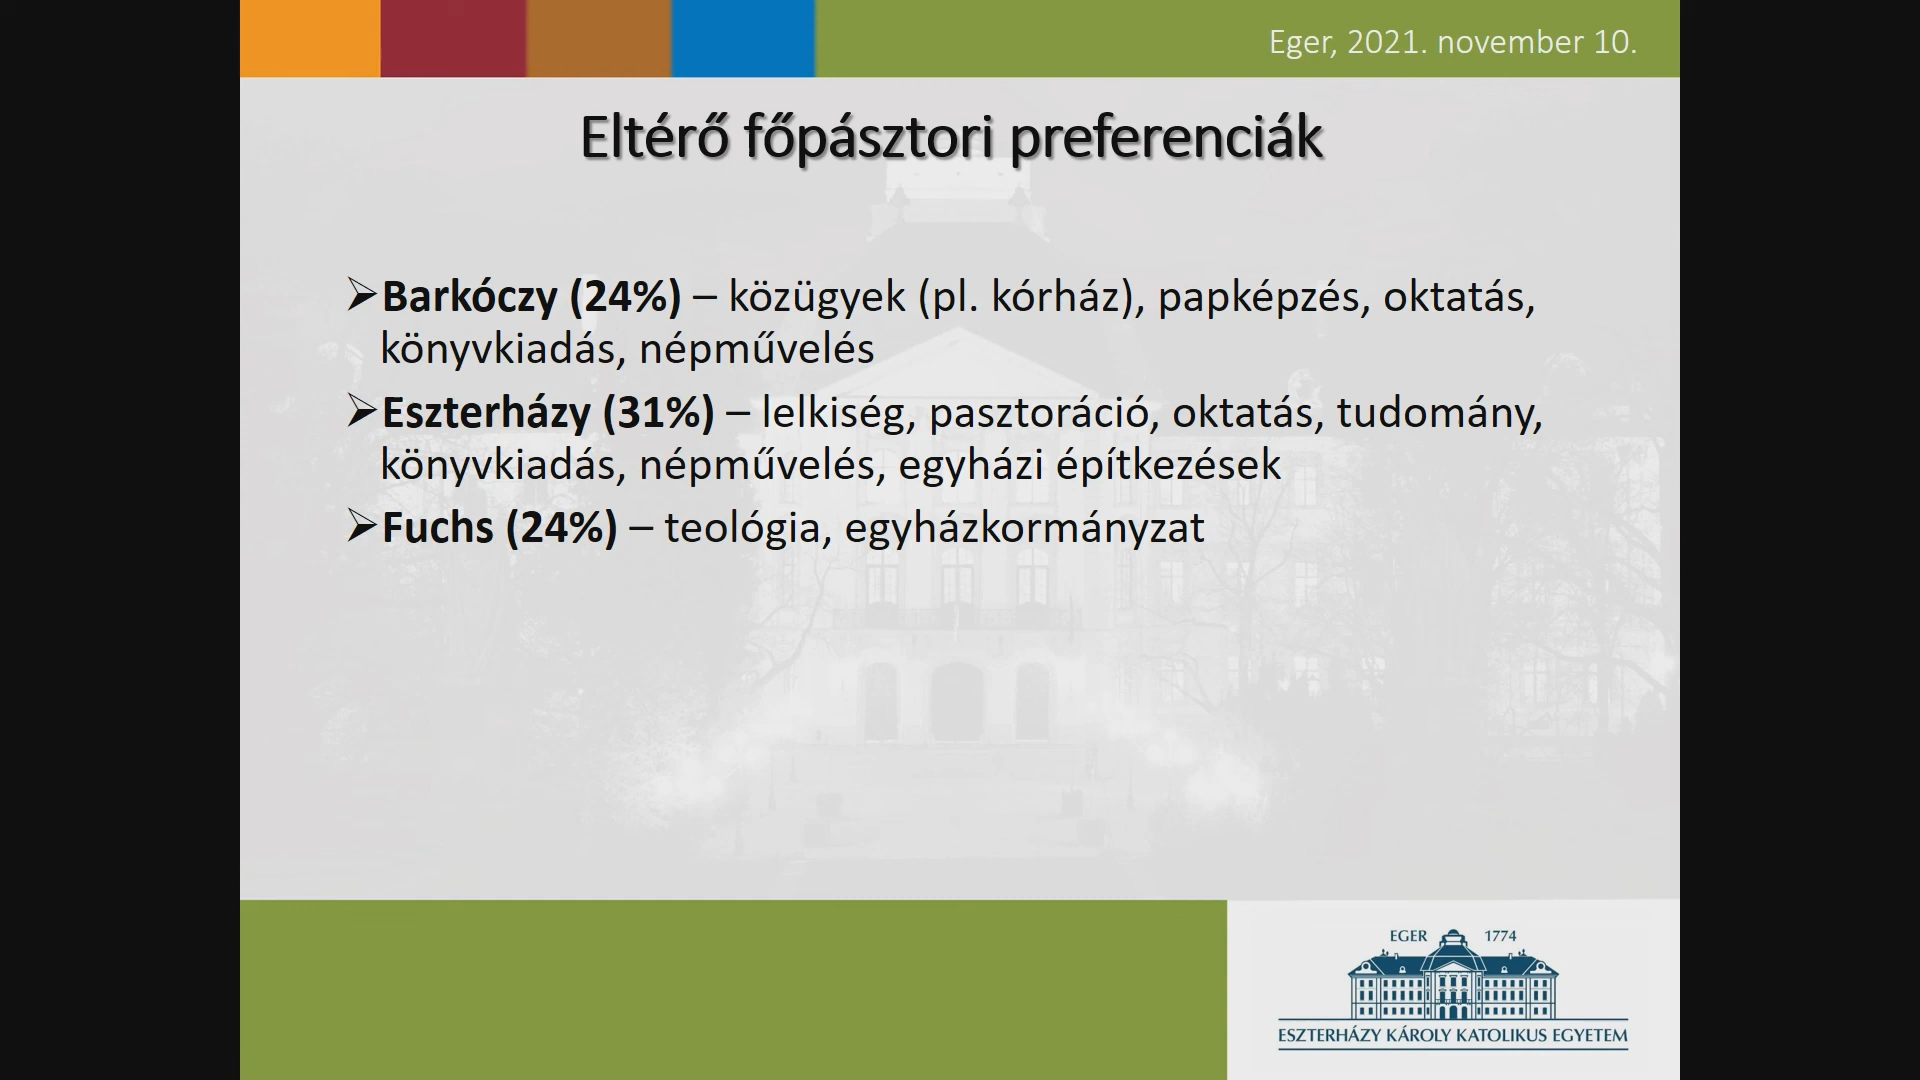 Eger, 2021. november 10.
Eltérő főpásztori preferenciák
➢Barkóczy (24%) – közügyek (pl. kórház), papképzés, oktatás,
könyvkiadás, népművelés
➢Eszterházy (31%) – lelkiség, pasztoráció, oktatás, tudomány,
könyvkiadás, népművelés, egyházi építkezések
➢Fuchs (24%) – teológia, egyházkormányzat
EGER 1774
ESZTERHÁZY KÁROLY KATOLIKUS EGYETEM